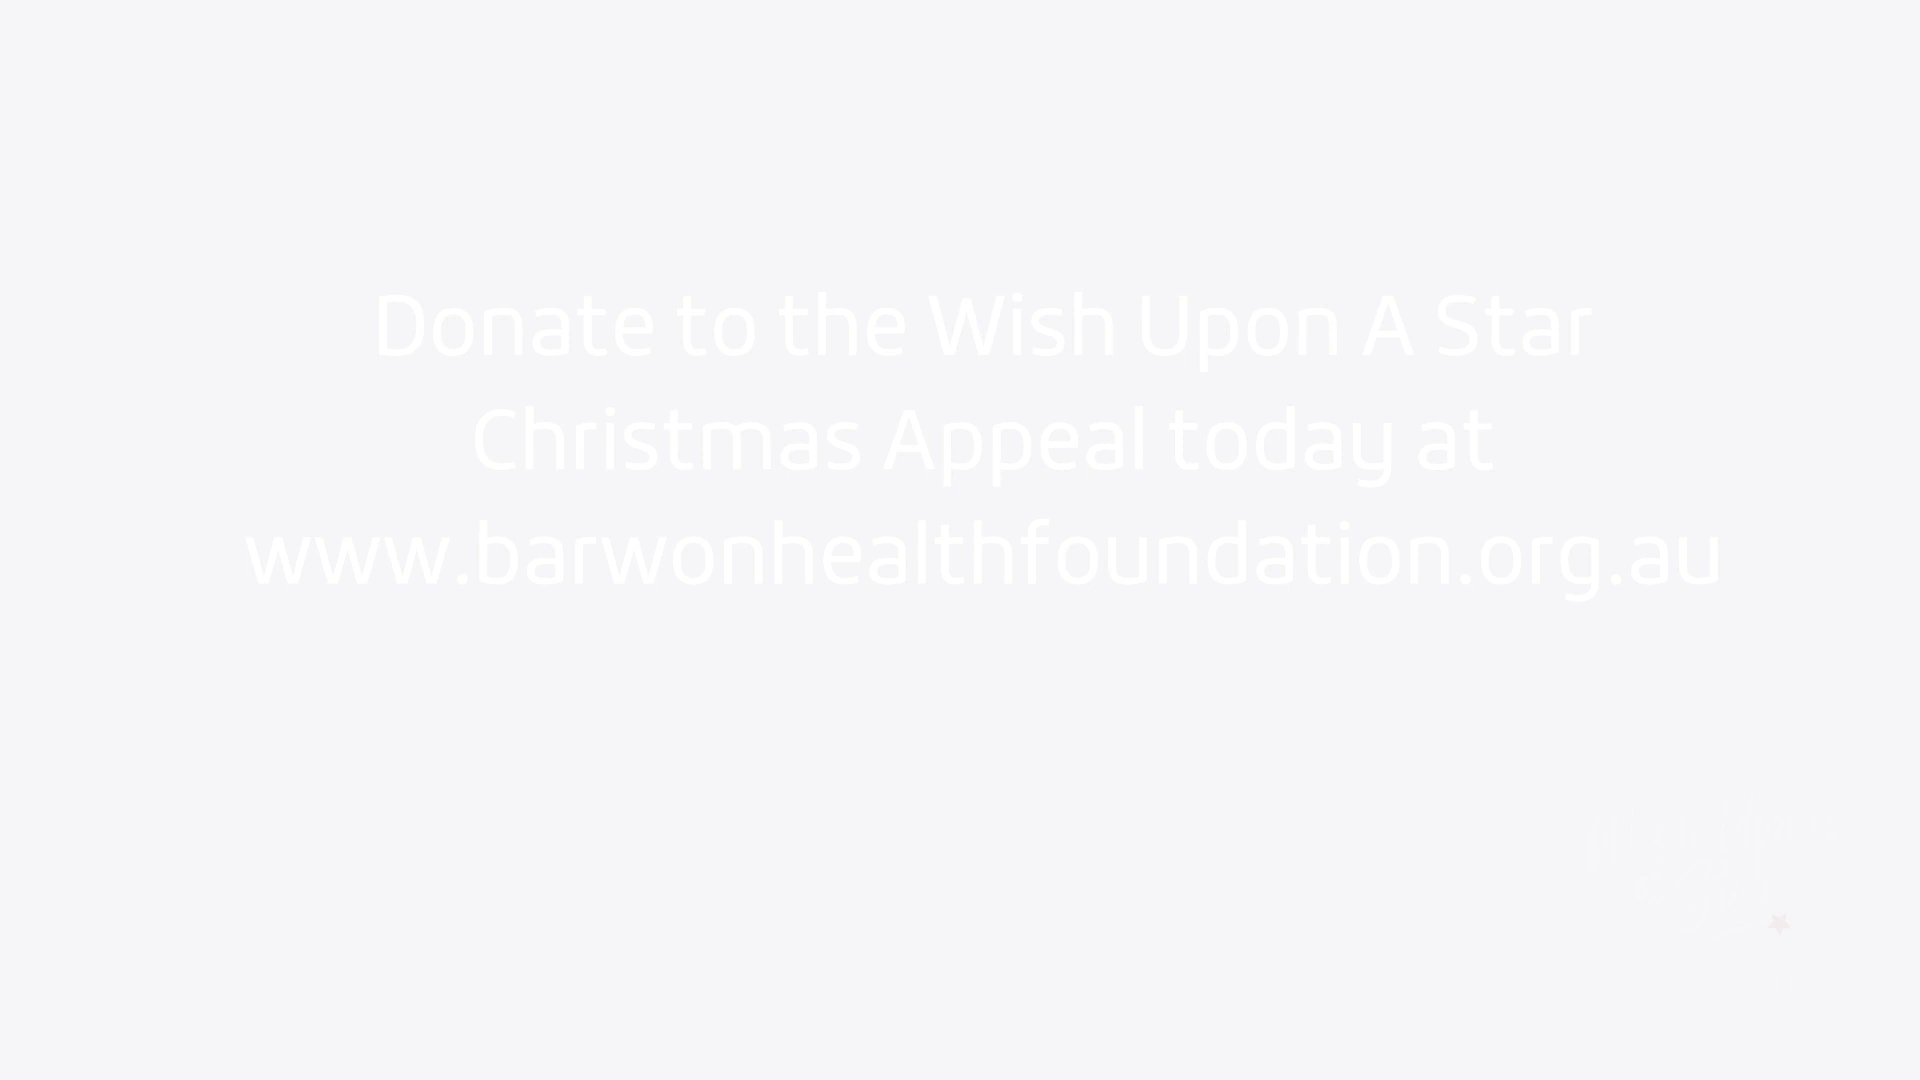 Donate to the Wish Upon A Star
Christmas Appeal today at
www.barwonhealthfoundation.org.au